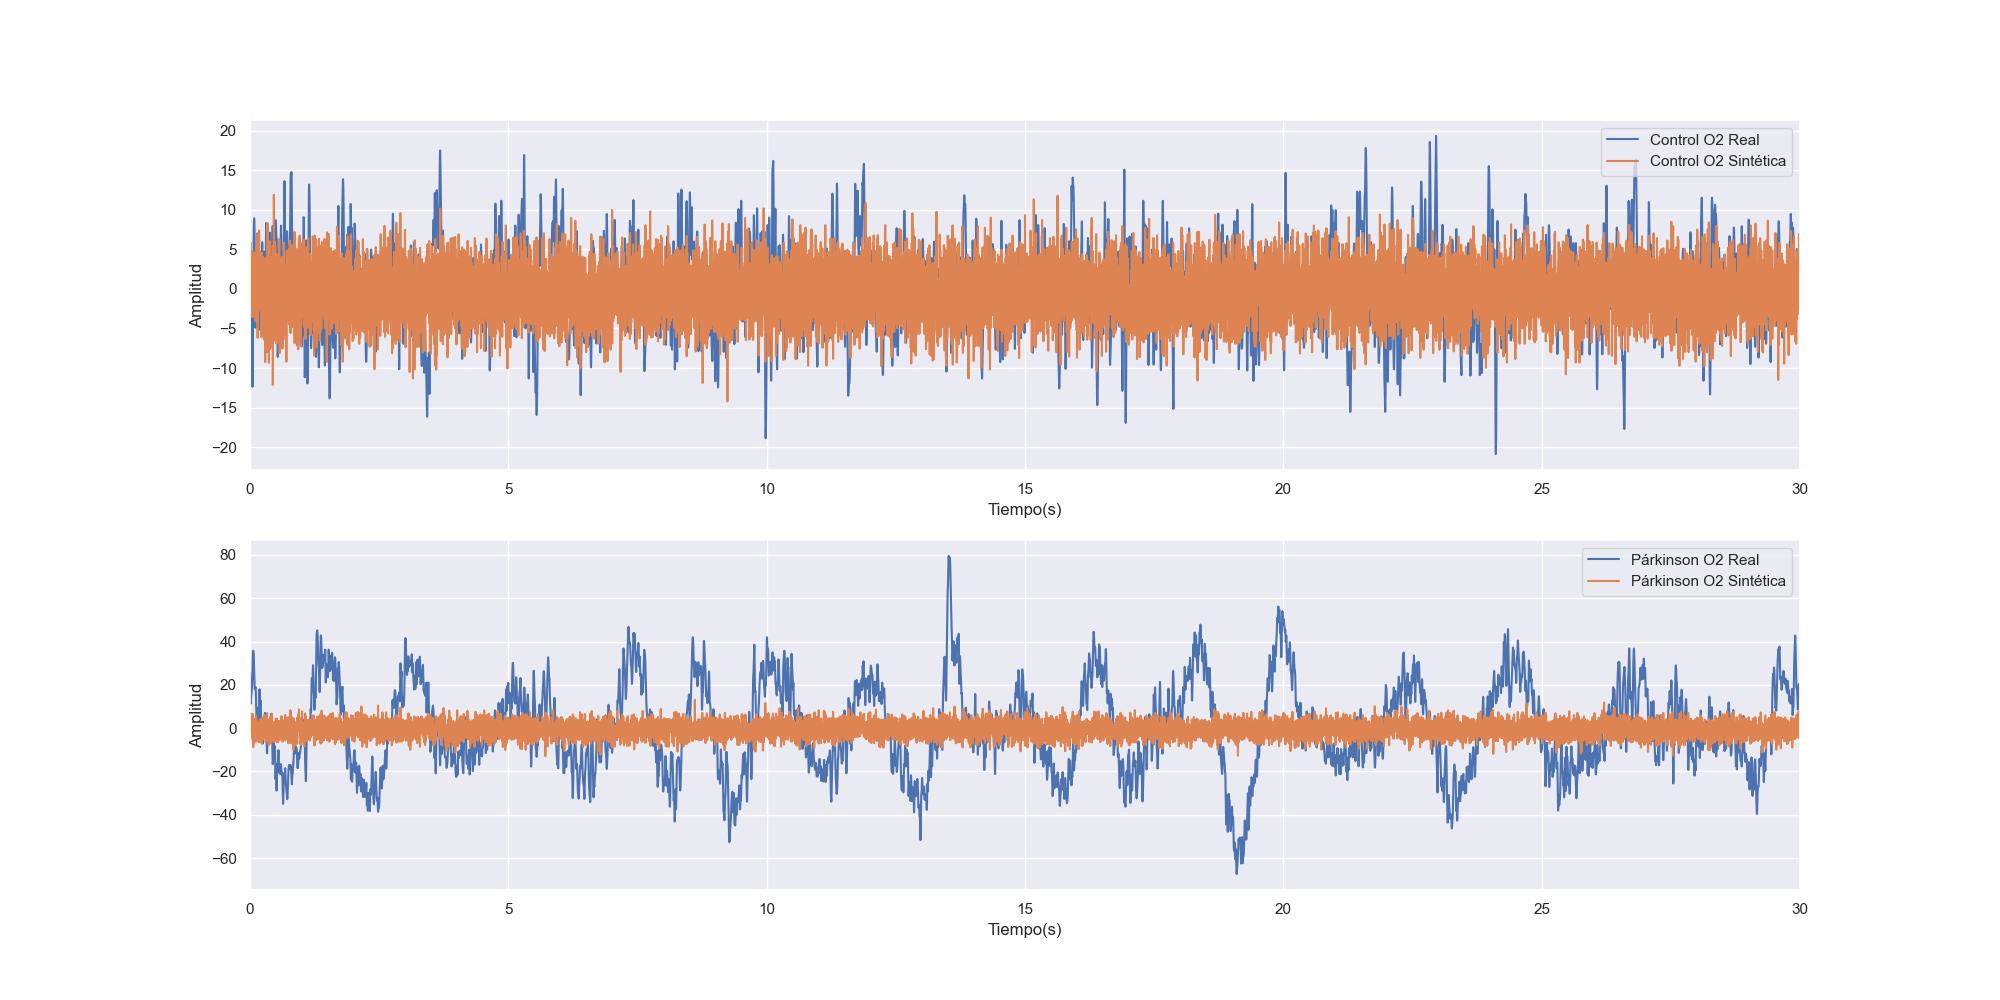 20
15
10
5
0
−5
−10
−15
−20
Amplitud
Control O2 Real
Control O2 Sintética
0 5 10 15 20 25 30
Tiempo(s)
80
60
40
20
0
−20
−40
−60
Amplitud
Párkinson O2 Real
Párkinson O2 Sintética
0 5 10 15 20 25 30
Tiempo(s)